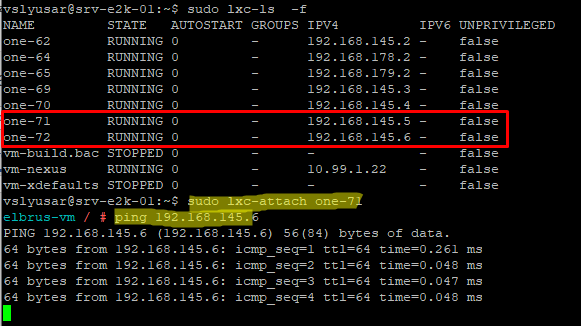 vslyusar@srv-e2k-01:~$ sudo lxc-ls  -f
NAME         STATE   AUTOSTART GROUPS IPV4          IPV6 UNPRIVILEGED
one-62       RUNNING 0         -      192.168.145.2 -    false
one-64       RUNNING 0         -      192.168.178.2 -    false
one-65       RUNNING 0         -      192.168.179.2 -    false
one-69       RUNNING 0         -      192.168.145.3 -    false
one-70       RUNNING 0         -      192.168.145.4 -    false
one-71       RUNNING 0         -      192.168.145.5 -    false
one-72       RUNNING 0         -      192.168.145.6 -    false
vm-build.bac STOPPED 0         -      -             -    false
vm-nexus     RUNNING 0         -      10.99.1.22    -    false
vm-xdefaults STOPPED 0         -      -             -    false
vslyusar@srv-e2k-01:~$ sudo lxc-attach one-71
elbrus-vm / # ping 192.168.145.6
PING 192.168.145.6 (192.168.145.6) 56(84) bytes of data.
64 bytes from 192.168.145.6: icmp_seq=1 ttl=64 time=0.261 ms
64 bytes from 192.168.145.6: icmp_seq=2 ttl=64 time=0.048 ms
64 bytes from 192.168.145.6: icmp_seq=3 ttl=64 time=0.047 ms
64 bytes from 192.168.145.6: icmp_seq=4 ttl=64 time=0.048 ms